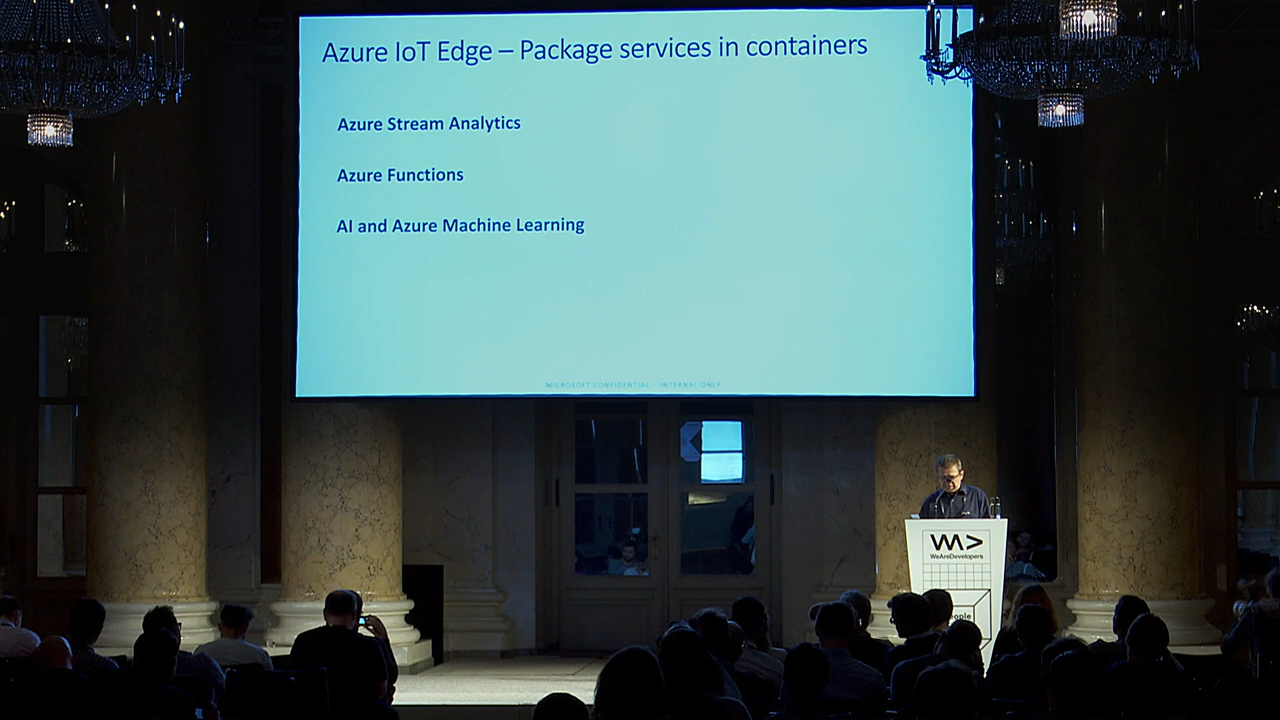 Azure IoT Edge – Package services in containers
Azure Stream Analytics
Azure Functions
AI and Azure Machine Learning
MICROSOFT CONFIDENTIAL - INTERNAL ONLY
WeAreDevelopers